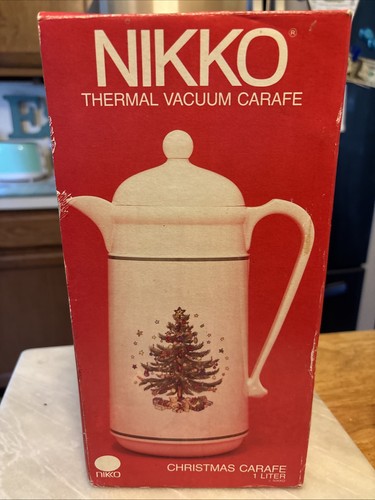 NIKKO®
THERMAL VACUUM CARAFE
NIKKO
CHRISTMAS CARAFE
1 LITER
E